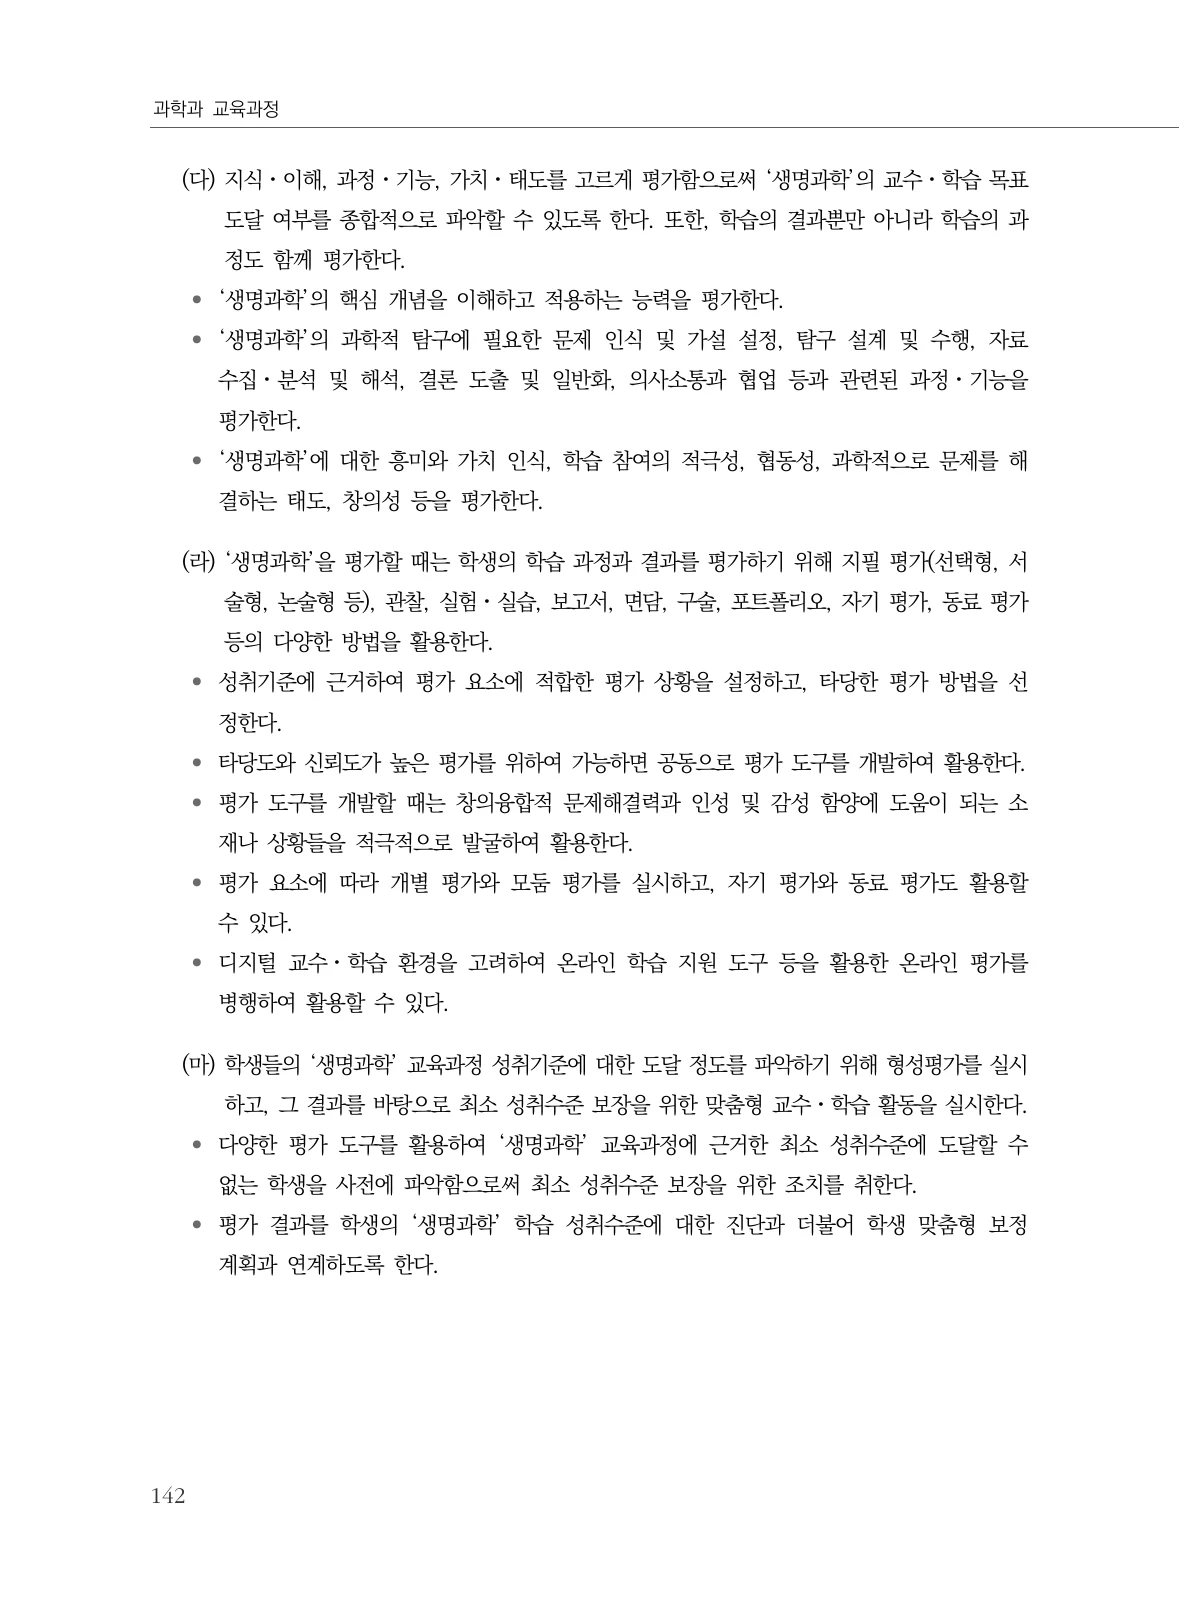 과학과 교육과정
(다) 지식・이해, 과정・기능, 가치・태도를 고르게 평가함으로써 ‘생명과학’의 교수・학습 목표
도달 여부를 종합적으로 파악할 수 있도록 한다. 또한, 학습의 결과뿐만 아니라 학습의 과
정도 함께 평가한다.
● ‘생명과학’의 핵심 개념을 이해하고 적용하는 능력을 평가한다.
● ‘생명과학’의 과학적 탐구에 필요한 문제 인식 및 가설 설정, 탐구 설계 및 수행, 자료
수집・분석 및 해석, 결론 도출 및 일반화, 의사소통과 협업 등과 관련된 과정・기능을
평가한다.
● ‘생명과학’에 대한 흥미와 가치 인식, 학습 참여의 적극성, 협동성, 과학적으로 문제를 해
결하는 태도, 창의성 등을 평가한다.
(라) ‘생명과학’을 평가할 때는 학생의 학습 과정과 결과를 평가하기 위해 지필 평가(선택형, 서
술형, 논술형 등), 관찰, 실험・실습, 보고서, 면담, 구술, 포트폴리오, 자기 평가, 동료 평가
등의 다양한 방법을 활용한다.
● 성취기준에 근거하여 평가 요소에 적합한 평가 상황을 설정하고, 타당한 평가 방법을 선
정한다.
● 타당도와 신뢰도가 높은 평가를 위하여 가능하면 공동으로 평가 도구를 개발하여 활용한다.
● 평가 도구를 개발할 때는 창의융합적 문제해결력과 인성 및 감성 함양에 도움이 되는 소
재나 상황들을 적극적으로 발굴하여 활용한다.
● 평가 요소에 따라 개별 평가와 모둠 평가를 실시하고, 자기 평가와 동료 평가도 활용할
수 있다.
● 디지털 교수・학습 환경을 고려하여 온라인 학습 지원 도구 등을 활용한 온라인 평가를
병행하여 활용할 수 있다.
(마) 학생들의 ‘생명과학’ 교육과정 성취기준에 대한 도달 정도를 파악하기 위해 형성평가를 실시
하고, 그 결과를 바탕으로 최소 성취수준 보장을 위한 맞춤형 교수・학습 활동을 실시한다.
● 다양한 평가 도구를 활용하여 ‘생명과학’ 교육과정에 근거한 최소 성취수준에 도달할 수
없는 학생을 사전에 파악함으로써 최소 성취수준 보장을 위한 조치를 취한다.
● 평가 결과를 학생의 ‘생명과학’ 학습 성취수준에 대한 진단과 더불어 학생 맞춤형 보정
계획과 연계하도록 한다.
142